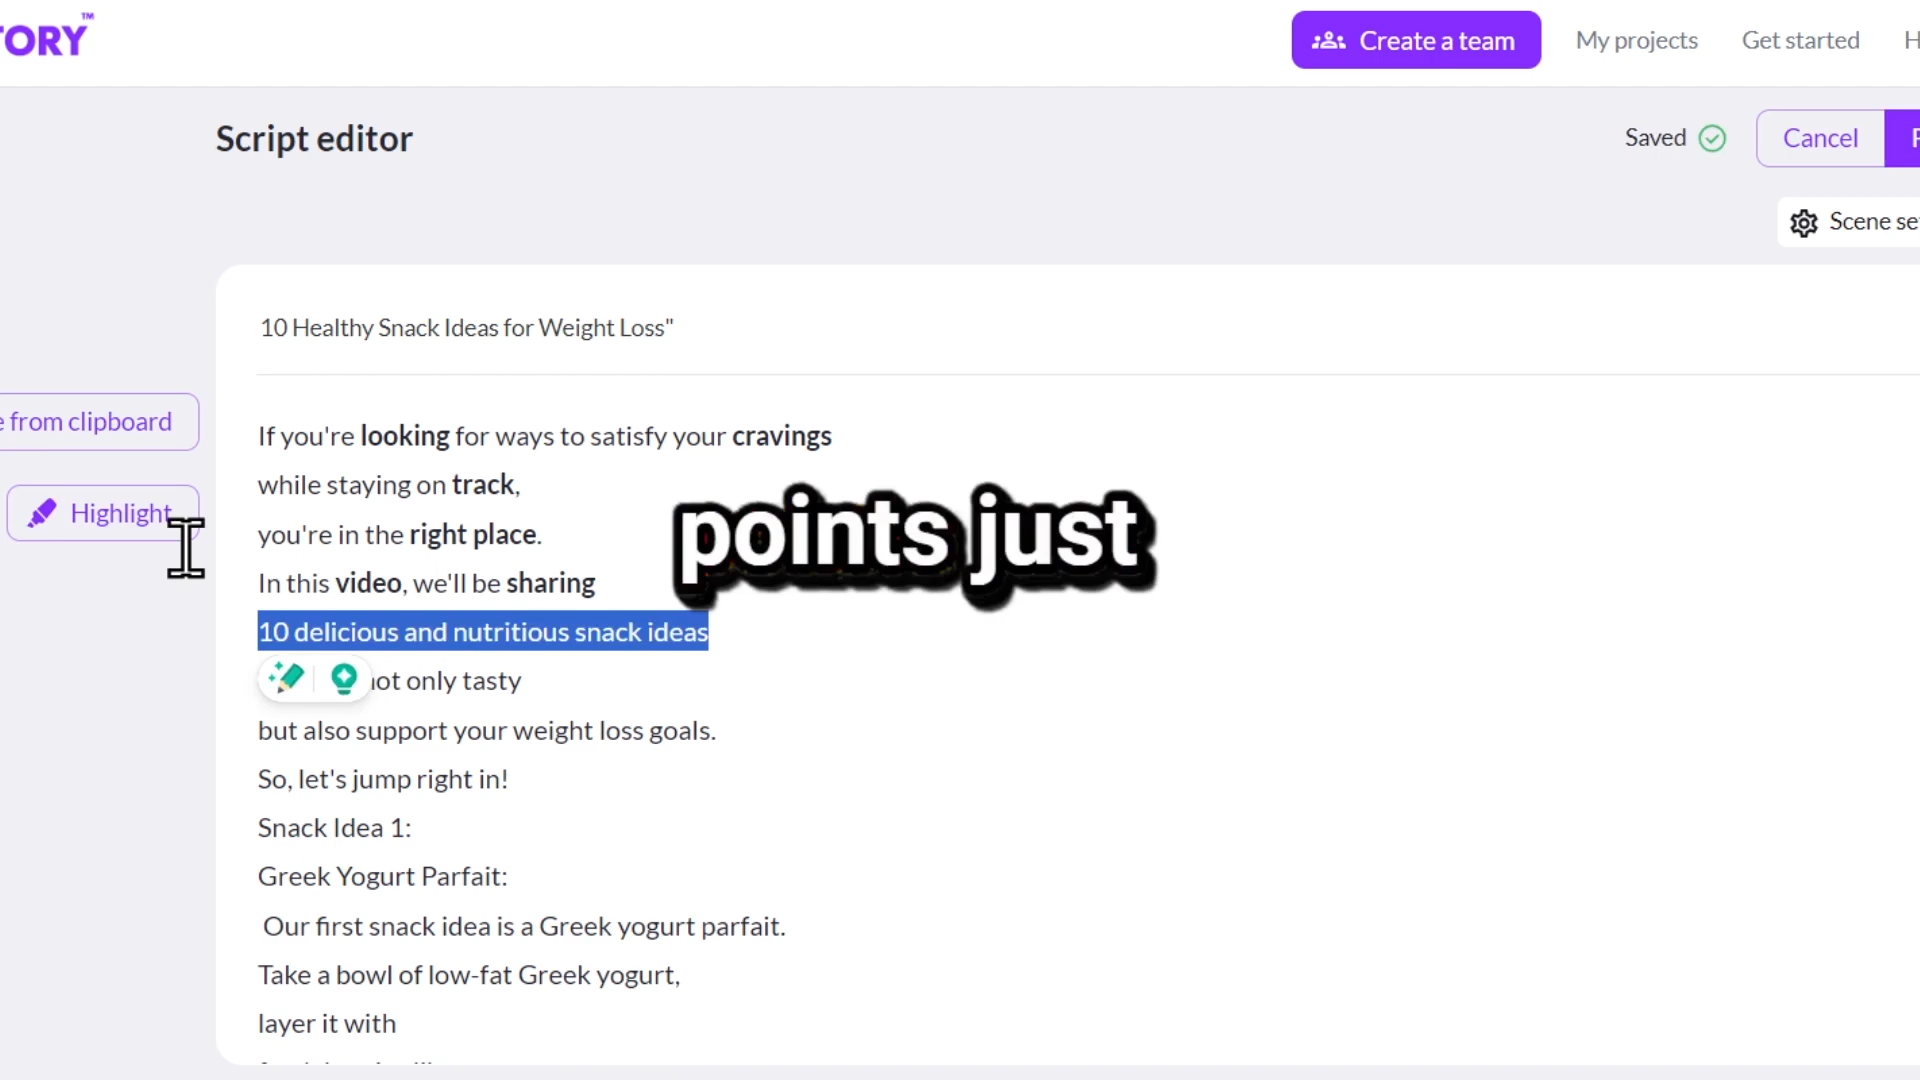 TORY™
Create a team
My projects
Get started
H
Script editor
Saved
Cancel
Scene se
10 Healthy Snack Ideas for Weight Loss"
e from clipboard
Highlight
If you're looking for ways to satisfy your cravings
while staying on track,
you're in the right place.
In this video, we'll be sharing
10 delicious and nutritious snack ideas
not only tasty
but also support your weight loss goals.
So, let's jump right in!
Snack Idea 1:
Greek Yogurt Parfait:
Our first snack idea is a Greek yogurt parfait.
Take a bowl of low-fat Greek yogurt,
layer it with
points just